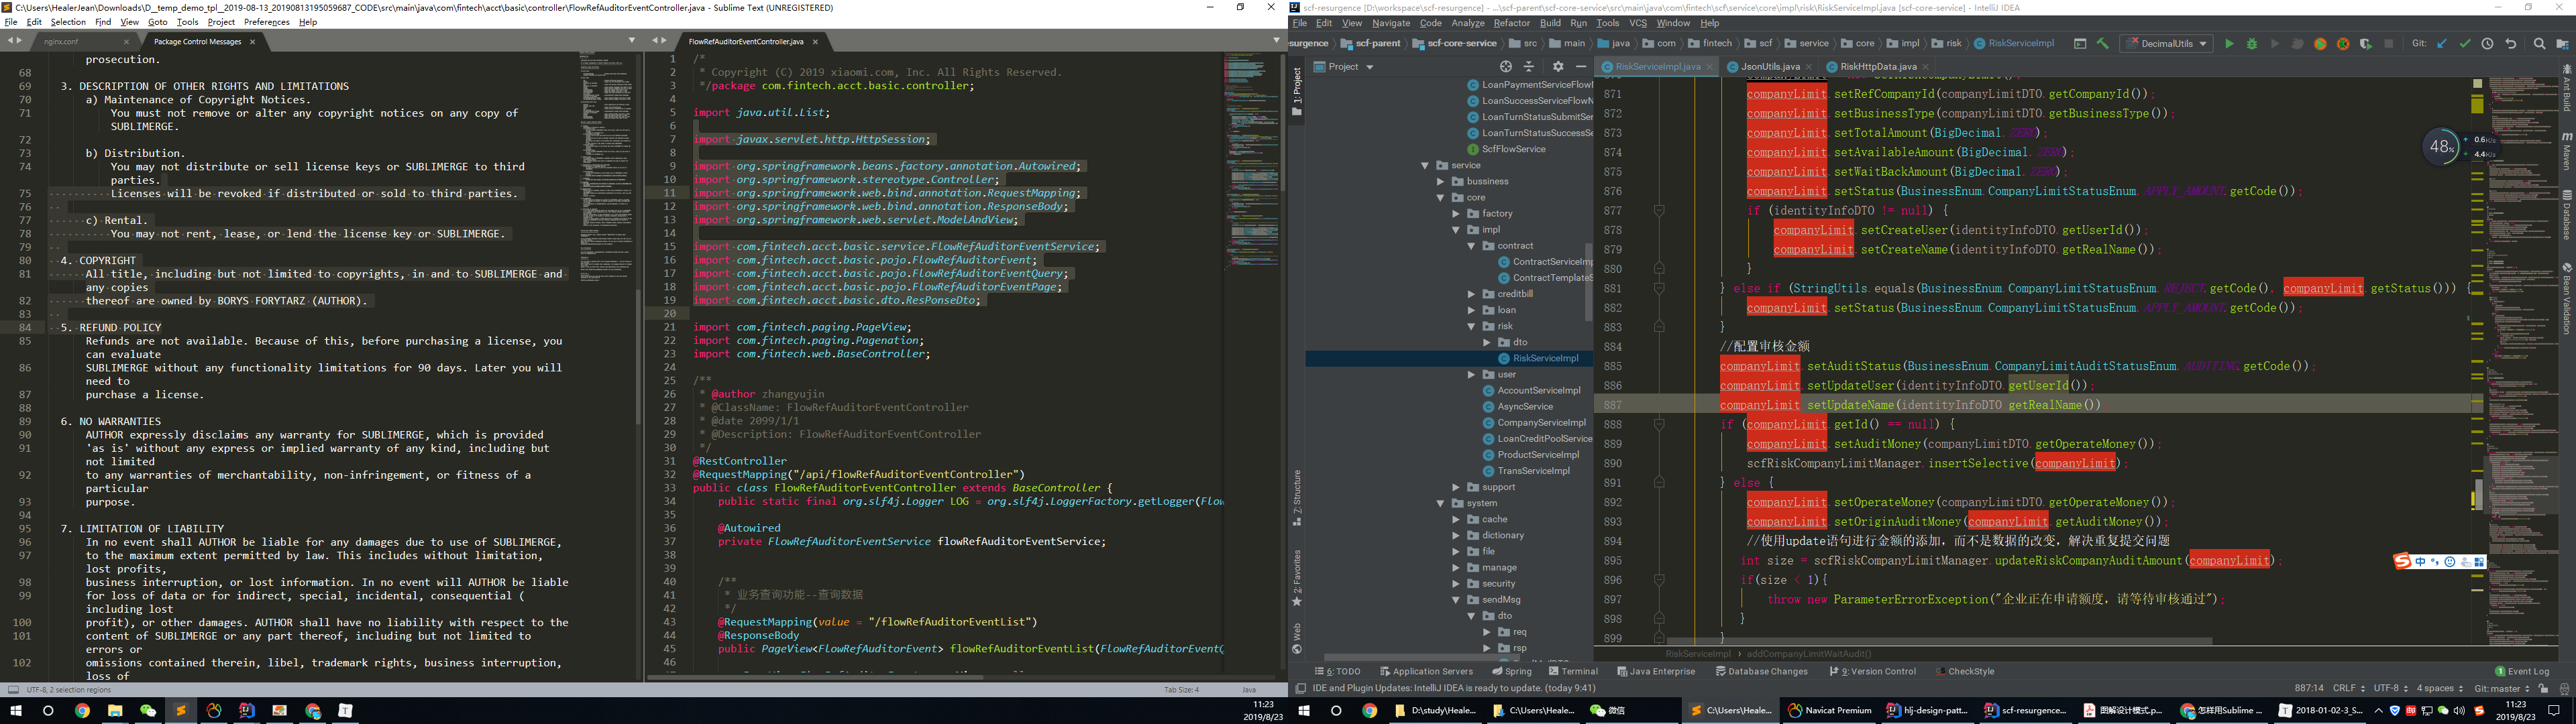 C:\Users\HealerJean\Downloads\D__temp_demo_tpl_2019-08-13_20190813195059687_CODE\src\main\java\com\fintech\acct\basic\controller\FlowRefAuditorEventController.java - Sublime Text (UNREGISTERED)
File Edit Selection Find View Goto Tools Project Preferences Help
nginx.conf Package Control Messages
prosecution.
68
69 3. DESCRIPTION OF OTHER RIGHTS AND LIMITATIONS
70 a) Maintenance of Copyright Notices.
71 You must not remove or alter any copyright notices on any copy of
SUBLIMERGE.
72
73 b) Distribution.
74 You may not distribute or sell license keys or SUBLIMERGE to third
parties.
75 Licenses will be revoked if distributed or sold to third parties.
76
77 c) Rental.
78 You may not rent, lease, or lend the license key or SUBLIMERGE.
79
80 4. COPYRIGHT
81 All title, including but not limited to copyrights, in and to SUBLIMERGE and
any copies
82 thereof are owned by BORYS FORYTARZ (AUTHOR).
83
84 5. REFUND POLICY
85 Refunds are not available. Because of this, before purchasing a license, you
can evaluate
86 SUBLIMERGE without any functionality limitations for 90 days. Later you will
need to
87 purchase a license.
88
89 6. NO WARRANTIES
90 AUTHOR expressly disclaims any warranty for SUBLIMERGE, which is provided
91 'as is' without any express or implied warranty of any kind, including but
not limited
92 to any warranties of merchantability, non-infringement, or fitness of a
particular
93 purpose.
94
95 7. LIMITATION OF LIABILITY
96 In no event shall AUTHOR be liable for any damages due to use of SUBLIMERGE,
97 to the maximum extent permitted by law. This includes without limitation,
lost profits,
98 business interruption, or lost information. In no event will AUTHOR be liable
99 for loss of data or for indirect, special, incidental, consequential (
including lost
100 profit), or other damages. AUTHOR shall have no liability with respect to the
101 content of SUBLIMERGE or any part thereof, including but not limited to
errors or
102 omissions contained therein, libel, trademark rights, business interruption,
loss of
UTF-8, 2 selection regions
FlowRefAuditorEventController.java
1 /*
2 * Copyright (C) 2019 xiaomi.com, Inc. All Rights Reserved.
3 */package com.fintech.acct.basic.controller;
4
5 import java.util.List;
6
7 import javax.servlet.http.HttpSession;
8
9 import org.springframework.beans.factory.annotation.Autowired;
10 import org.springframework.stereotype.Controller;
11 import org.springframework.web.bind.annotation.RequestMapping;
12 import org.springframework.web.bind.annotation.ResponseBody;
13 import org.springframework.web.servlet.ModelAndView;
14
15 import com.fintech.acct.basic.service.FlowRefAuditorEventService;
16 import com.fintech.acct.basic.pojo.FlowRefAuditorEvent;
17 import com.fintech.acct.basic.pojo.FlowRefAuditorEventQuery;
18 import com.fintech.acct.basic.pojo.FlowRefAuditorEventPage;
19 import com.fintech.acct.basic.dto.ResPonseDto;
20
21 import com.fintech.paging.PageView;
22 import com.fintech.paging.Pagenation;
23 import com.fintech.web.BaseController;
24
25 /**
26 * @author zhangyujin
27 * @ClassName: FlowRefAuditorEventController
28 * @date 2099/1/1
29 * @Description: FlowRefAuditorEventController
30 */
31 @RestController
32 @RequestMapping("/api/flowRefAuditorEventController")
33 public class FlowRefAuditorEventController extends BaseController {
34 public static final org.slf4j.Logger LOG = org.slf4j.LoggerFactory.getLogger(Flow
35
36 @Autowired
37 private FlowRefAuditorEventService flowRefAuditorEventService;
38
39
40 /**
41 * 业务查询功能--查询数据
42 */
43 @RequestMapping(value = "/flowRefAuditorEventList")
44 @ResponseBody
45 public PageView<FlowRefAuditorEvent> flowRefAuditorEventList(FlowRefAuditorEventQ
46
Tab Size: 4 Java
11:23
2019/8/23
scf-resurgence [D:\workspace\scf-resurgence] - ...\scf-parent\scf-core-service\src\main\java\com\fintech\scf\service\core\impl\risk\RiskServiceImpl.java [scf-core-service] - IntelliJ IDEA
File Edit View Navigate Code Analyze Refactor Build Run Tools VCS Window Help
surgence scf-parent scf-core-service src main java com fintech scf service core impl risk RiskServiceImpl DecimalUtils Git:
Project
1: Project
7: Structure
2: Favorites
Web
LoanPaymentServiceFlowN
LoanSuccessServiceFlowN
LoanTurnStatusSubmitSer
LoanTurnStatusSuccessSe
ScfFlowService
service
bussiness
core
factory
impl
contract
ContractServiceImp
ContractTemplateS
creditbill
loan
risk
dto
RiskServiceImpl
user
AccountServiceImpl
AsyncService
CompanyServiceImpl
LoanCreditPoolService
ProductServiceImpl
TransServiceImpl
support
system
cache
dictionary
file
manage
security
sendMsg
dto
req
rsp
RiskServiceImpl.java JsonUtils.java RiskHttpData.java
871 companyLimit.setRefCompanyId(companyLimitDTO.getCompanyId());
872 companyLimit.setBusinessType(companyLimitDTO.getBusinessType());
873 companyLimit.setTotalAmount(BigDecimal.ZERO);
874 companyLimit.setAvailableAmount(BigDecimal.ZERO);
875 companyLimit.setWaitBackAmount(BigDecimal.ZERO);
876 companyLimit.setStatus(BusinessEnum.CompanyLimitStatusEnum.APPLY_AMOUNT.getCode());
877 if (identityInfoDTO != null) {
878 companyLimit.setCreateUser(identityInfoDTO.getUserId());
879 companyLimit.setCreateName(identityInfoDTO.getRealName());
880 }
881 } else if (StringUtils.equals(BusinessEnum.CompanyLimitStatusEnum.REJECT.getCode(), companyLimit.getStatus())) {
882 companyLimit.setStatus(BusinessEnum.CompanyLimitStatusEnum.APPLY_AMOUNT.getCode());
883 }
884 //配置审核金额
885 companyLimit.setAuditStatus(BusinessEnum.CompanyLimitAuditStatusEnum.AUDITING.getCode());
886 companyLimit.setUpdateUser(identityInfoDTO.getUserId());
887 companyLimit.setUpdateName(identityInfoDTO.getRealName());
888 if (companyLimit.getId() == null) {
889 companyLimit.setAuditMoney(companyLimitDTO.getOperateMoney());
890 scfRiskCompanyLimitManager.insertSelective(companyLimit);
891 } else {
892 companyLimit.setOperateMoney(companyLimitDTO.getOperateMoney());
893 companyLimit.setOriginAuditMoney(companyLimit.getAuditMoney());
894 //使用update语句进行金额的添加，而不是数据的改变，解决重复提交问题
895 int size = scfRiskCompanyLimitManager.updateRiskCompanyAuditAmount(companyLimit);
896 if(size < 1){
897 throw new ParameterErrorException("企业正在申请额度，请等待审核通过");
898 }
899 }
RiskServiceImpl › addCompanyLimitWaitAudit()
48%
0.6K/s
4.4K/s
中
Ant Build
Maven
Database
Bean Validation
6: TODO Application Servers Spring Terminal Java Enterprise Database Changes 9: Version Control CheckStyle 1 Event Log
IDE and Plugin Updates: IntelliJ IDEA is ready to update. (today 9:41) 887:14 CRLF UTF-8 4 spaces Git: master
D:\study\Heale... C:\Users\Heale... 微信 C:\Users\Heale... Navicat Premium hlj-design-patt... scf-resurgence... 图解设计模式.p... 怎样用Sublime ... 2018-01-02-3_S...
11:23
2019/8/23